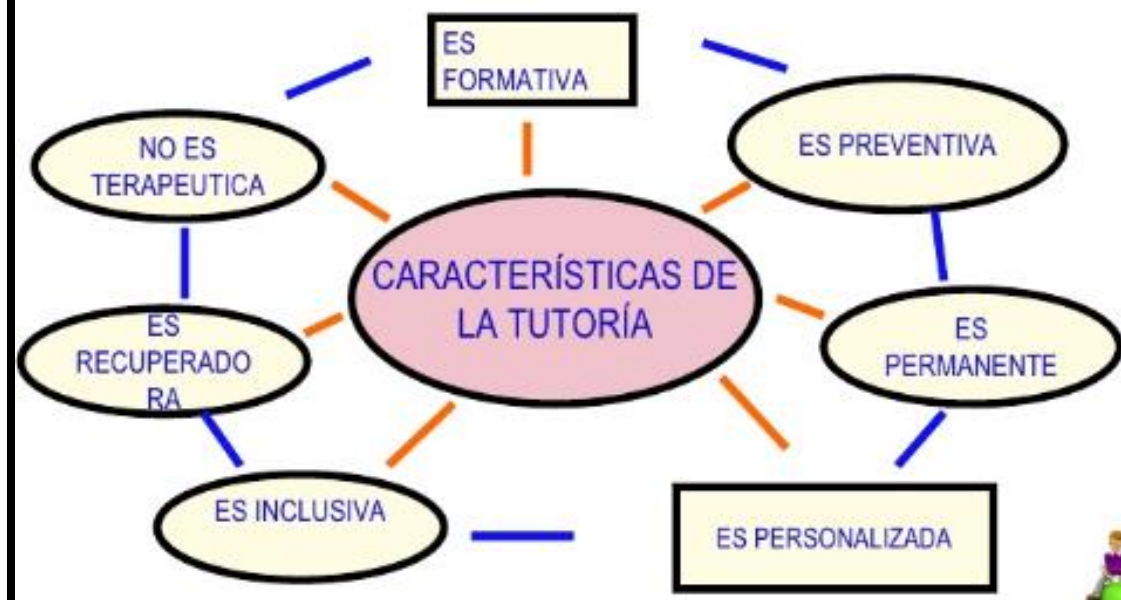 ES
FORMATIVA
NO ES
TERAPEUTICA
ES PREVENTIVA
CARACTERÍSTICAS DE
LA TUTORÍA
ES
RECUPERADO
RA
ES
PERMANENTE
ES INCLUSIVA
ES PERSONALIZADA